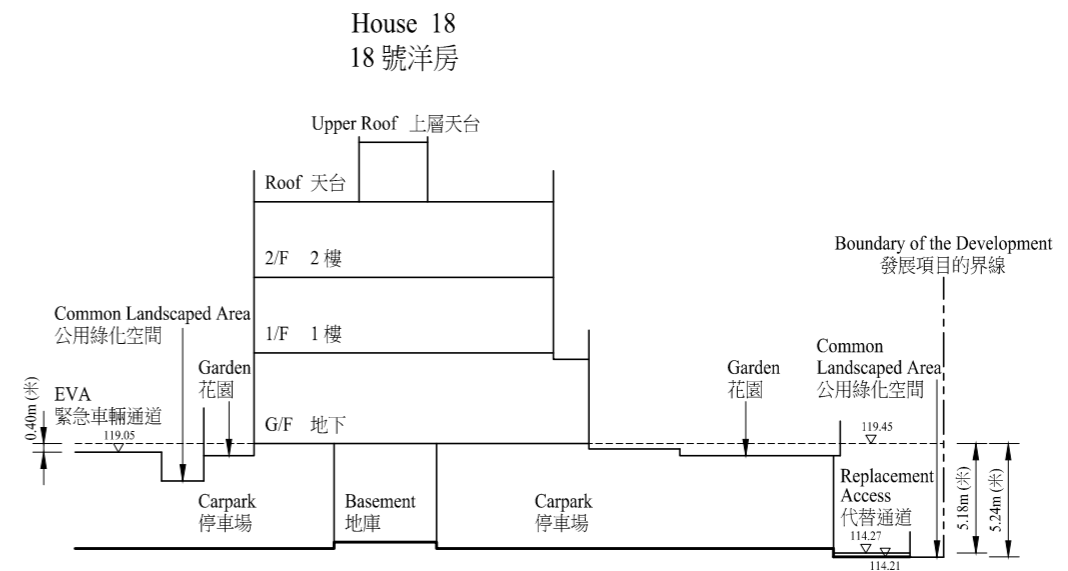 House 18
18 號洋房
Upper Roof 上層天台
Roof 天台
2/F 2 樓
Boundary of the Development
發展項目的界線
Common Landscaped Area
公用綠化空間
1/F 1 樓
Garden
花園
Garden
花園
Common
Landscaped Area
公用綠化空間
EVA
緊急車輛通道
0.40m (米)
119.05
G/F 地下
119.45
Carpark
停車場
Basement
地庫
Carpark
停車場
Replacement
Access
代替通道
114.27
114.21
5.18m (米)
5.24m (米)